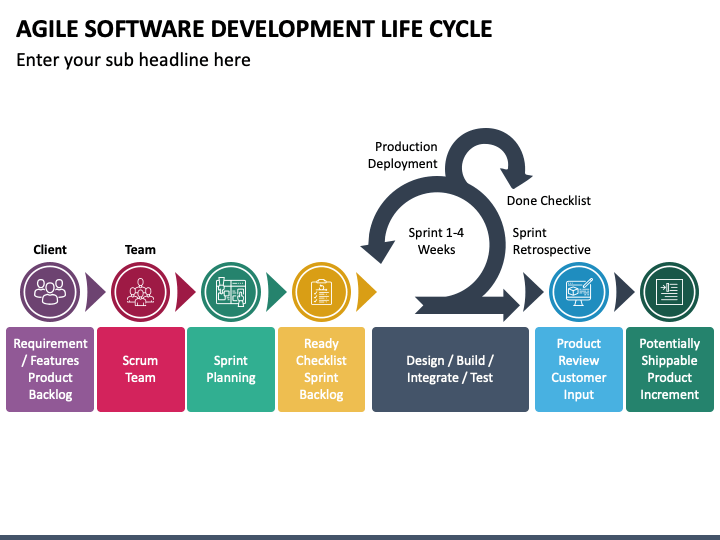 AGILE SOFTWARE DEVELOPMENT LIFE CYCLE
Enter your sub headline here
Production
Deployment
Done Checklist
Sprint 1-4
Weeks
Sprint
Retrospective
Client
Team
Requirement
/ Features
Product
Backlog
Scrum
Team
Sprint
Planning
Ready
Checklist
Sprint
Backlog
Design / Build /
Integrate / Test
Product
Review
Customer
Input
Potentially
Shippable
Product
Increment